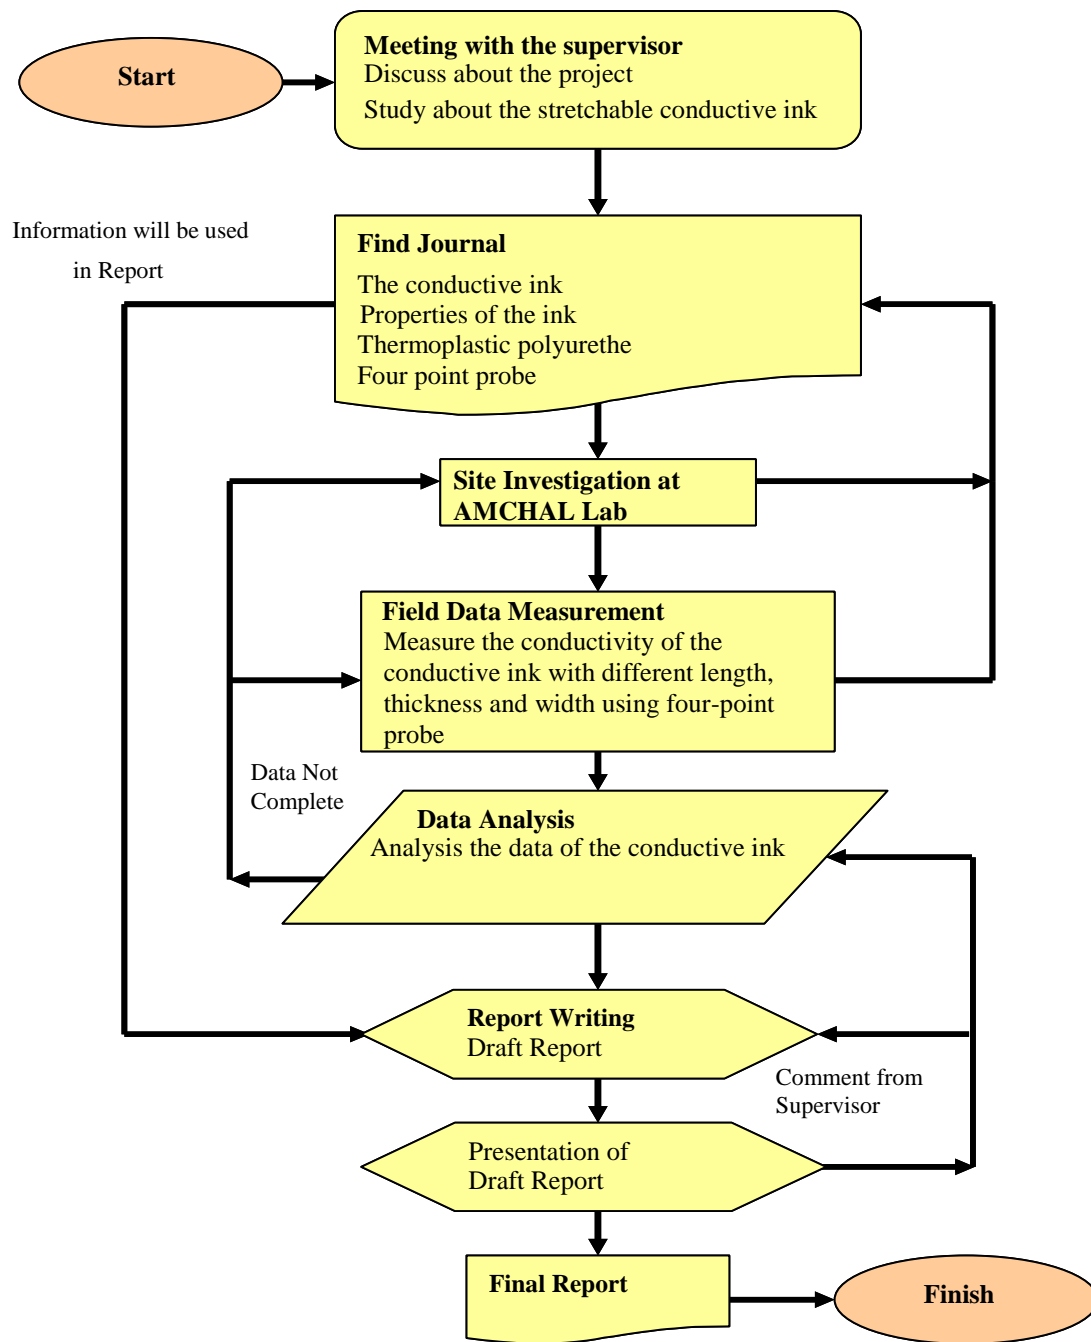 Start
Meeting with the supervisor
Discuss about the project
Study about the stretchable conductive ink
Information will be used
in Report
Find Journal
The conductive ink
Properties of the ink
Thermoplastic polyurethe
Four point probe
Site Investigation at
AMCHAL Lab
Field Data Measurement
Measure the conductivity of the
conductive ink with different length,
thickness and width using four-point
probe
Data Not
Complete
Data Analysis
Analysis the data of the conductive ink
Report Writing
Draft Report
Comment from
Supervisor
Presentation of
Draft Report
Final Report
Finish